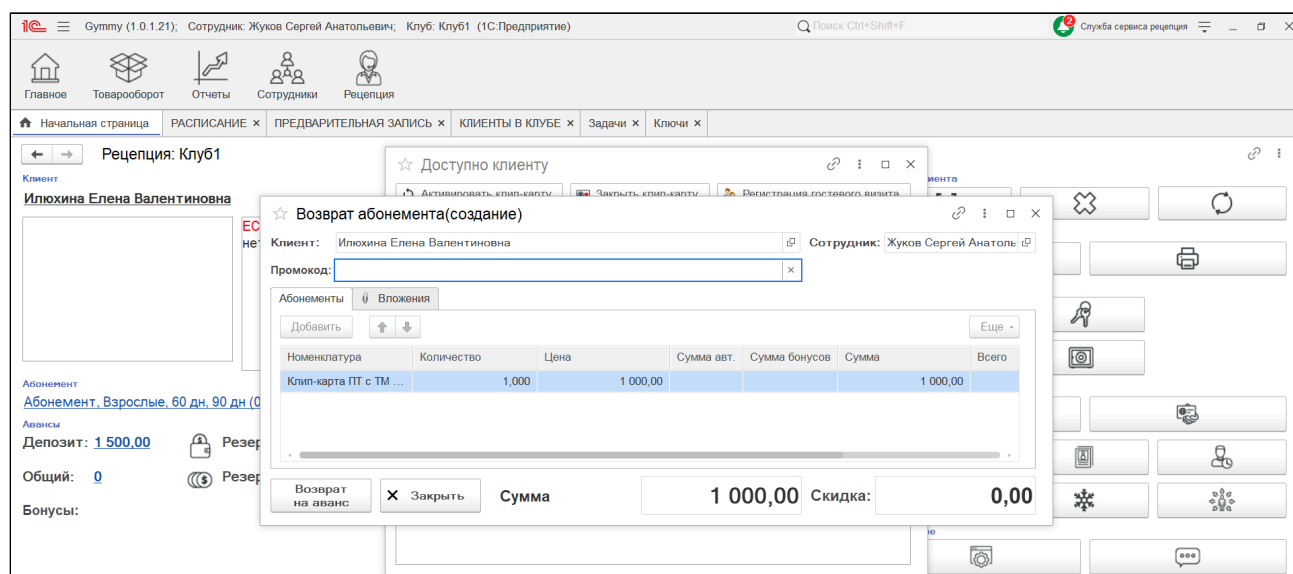 Gymmy (1.0.1.21); Сотрудник: Жуков Сергей Анатольевич; Клуб: Клуб1 (1С:Предприятие)
Поиск Ctrl+Shift+F
2
Служба сервиса рецепция
Главное Товарооборот Отчеты Сотрудники Рецепция
Начальная страница РАСПИСАНИЕ × ПРЕДВАРИТЕЛЬНАЯ ЗАПИСЬ × КЛИЕНТЫ В КЛУБЕ × Задачи × Ключи ×
Рецепция: Клуб1
Доступно клиенту
Клиент
Активировать клип-карту Закрыть клип-карту Регистрация гостевого визита
Илюхина Елена Валентиновна
Возврат абонемента(создание)
Клиент: Илюхина Елена Валентиновна
Сотрудник: Жуков Сергей Анатоль
Промокод:
Абонементы Вложения
Добавить Еще
Номенклатура Количество Цена Сумма авт. Сумма бонусов Сумма Всего
Клип-карта ПТ с ТМ ... 1,000 1 000,00 1 000,00
Абонемент
Абонемент, Взрослые, 60 дн, 90 дн (0
Авансы
Депозит: 1 500,00 Резер
Общий: 0 Резер
Бонусы:
Возврат на аванс
Закрыть
Сумма 1 000,00 Скидка: 0,00